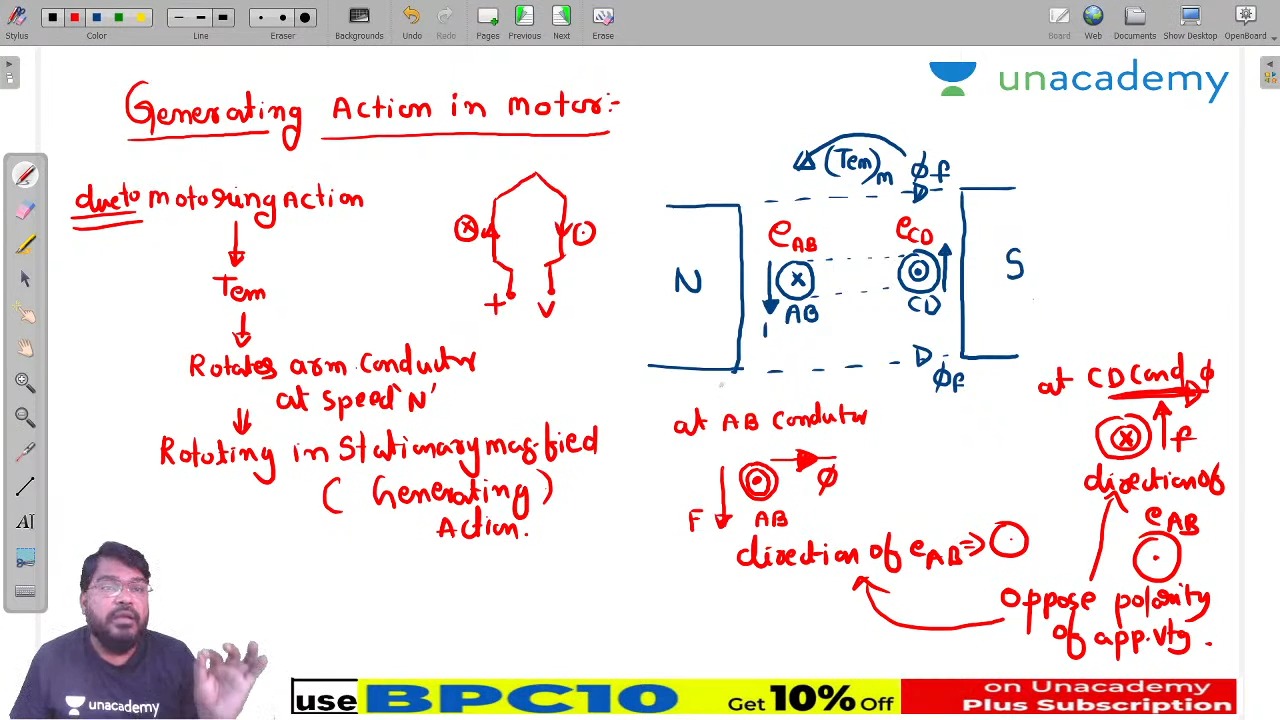 Stylus
Color
Line
Eraser
Backgrounds
Undo
Redo
Pages
Previous
Next
Erase
Board
Web
Documents
Show Desktop
OpenBoard
unacademy
Generating Action in motor:-
due to motoring Action
Tem
Rotates arm conductor
at speed 'N'
Rotating in Stationary mag. field
(Generating)
Action.
x
+
V
(Tem)m
φf
N
eAB
eCD
S
x
AB
CD
φf
at AB Condutor
φ
F
AB
direction of eAB ⇒
at CD Cond φ
x
f
direction of
eAB
Oppose polarity
of app. vtg.
unacademy
use BPC10 Get 10% Off
on Unacademy
Plus Subscription